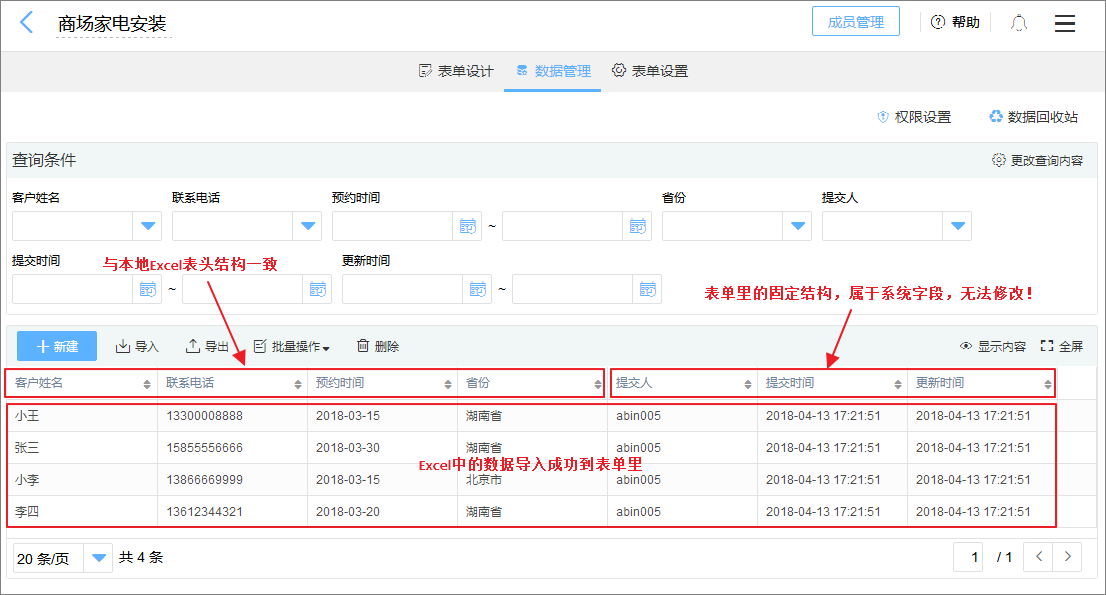 商场家电安装 成员管理 帮助
表单设计 数据管理 表单设置
权限设置 数据回收站
查询条件 更改查询内容
客户姓名 联系电话 预约时间 省份 提交人
~
提交时间 更新时间
与本地Excel表头结构一致
~ ~
表单里的固定结构，属于系统字段，无法修改！
新建 导入 导出 批量操作 删除 显示内容 全屏
客户姓名 联系电话 预约时间 省份 提交人 提交时间 更新时间
小王 13300008888 2018-03-15 湖南省 abin005 2018-04-13 17:21:51 2018-04-13 17:21:51
张三 15855556666 2018-03-30 湖南省 abin005 2018-04-13 17:21:51 2018-04-13 17:21:51
Excel中的数据导入成功到表单里
小李 13866669999 2018-03-15 北京市 abin005 2018-04-13 17:21:51 2018-04-13 17:21:51
李四 13612344321 2018-03-20 湖南省 abin005 2018-04-13 17:21:51 2018-04-13 17:21:51
20 条/页 共 4 条 1 / 1